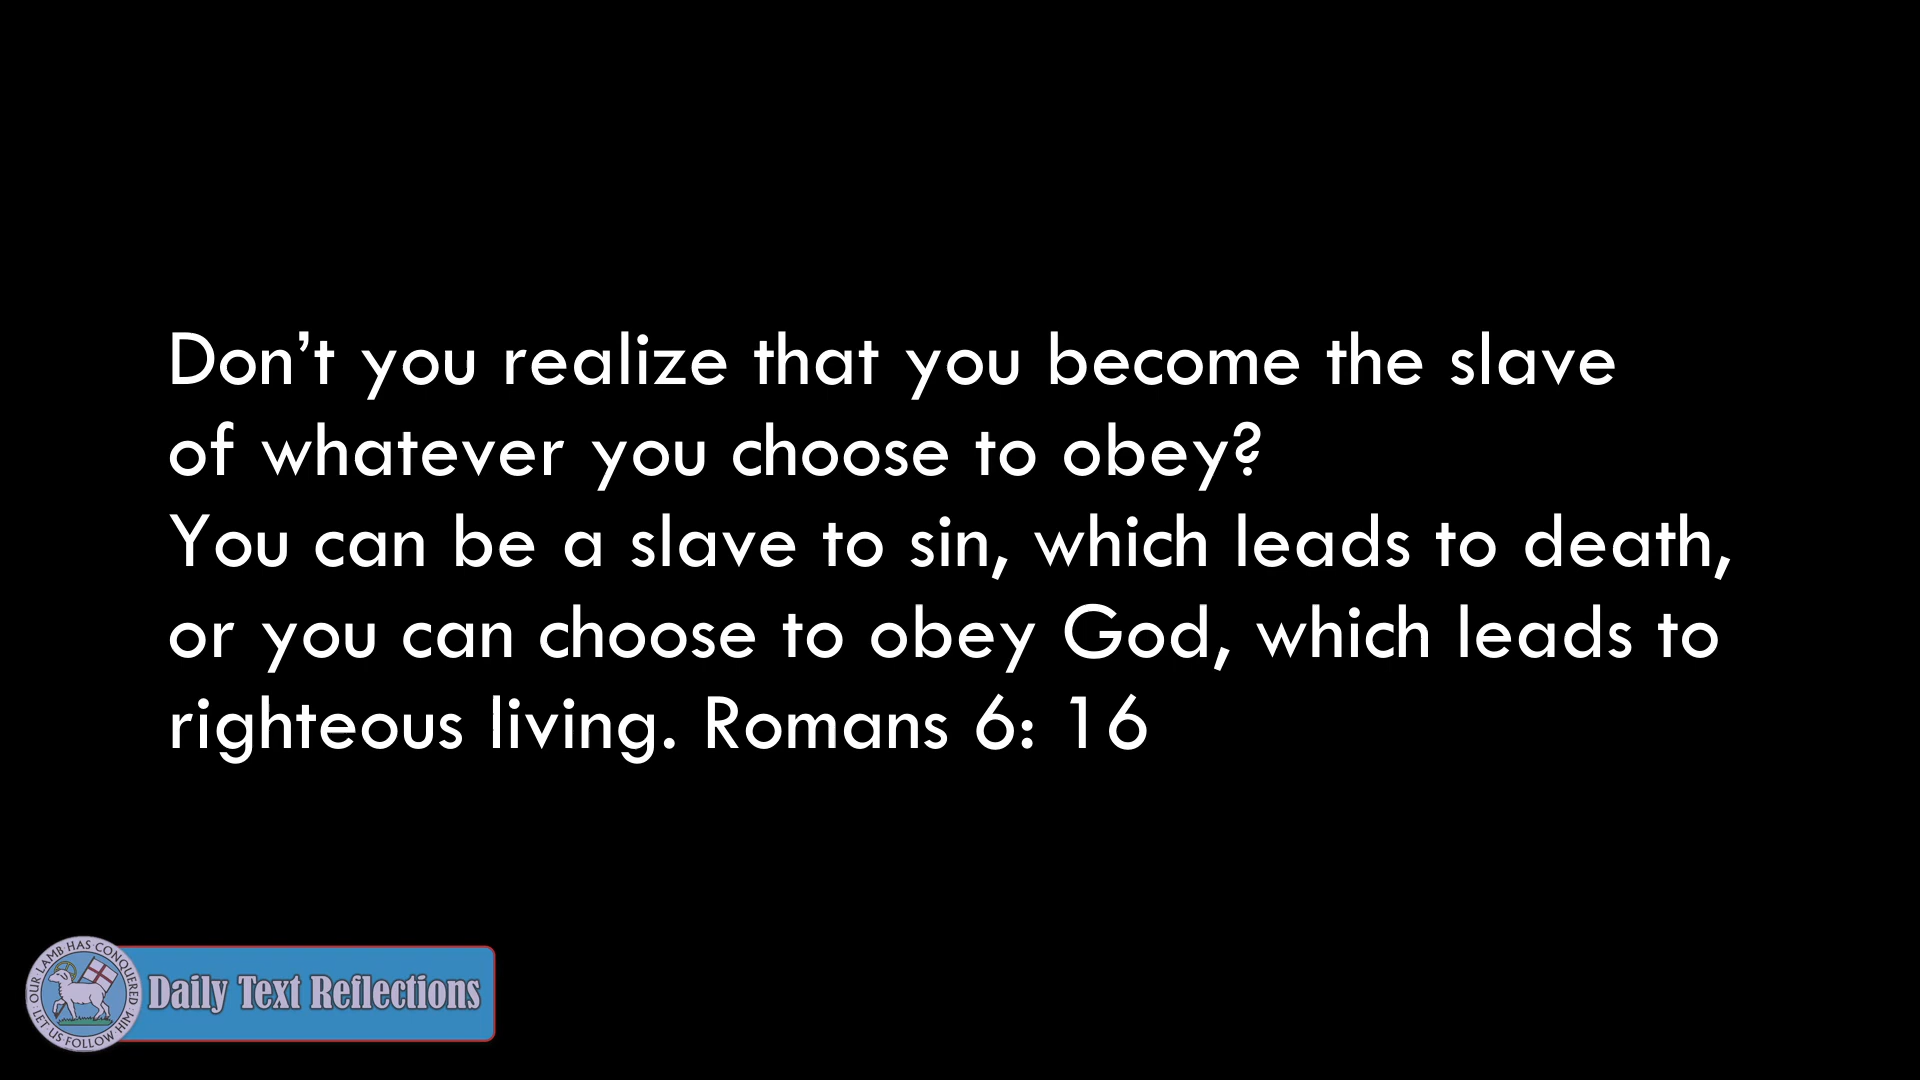 Don’t you realize that you become the slave
of whatever you choose to obey?
You can be a slave to sin, which leads to death,
or you can choose to obey God, which leads to
righteous living. Romans 6: 16
OUR LAMB HAS CONQUERED
LET US FOLLOW HIM
Daily Text Reflections